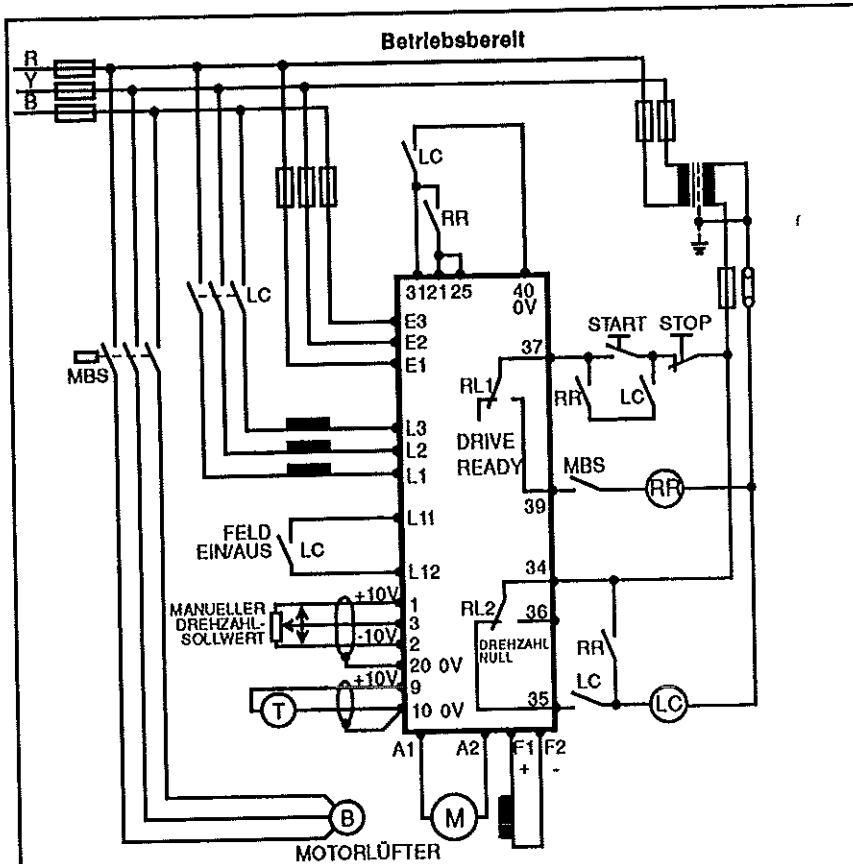 Betriebsbereit
R
Y
B
LC
RR
31 21 25
40
0V
LC
MBS
E3
E2
E1
37
START
STOP
RL1
RR
LC
DRIVE
READY
L3
L2
L1
MBS
RR
39
L11
FELD
EIN/AUS
LC
L12
34
RL2
36
DREHZAHL
NULL
RR
LC
35
LC
MANUELLER
DREHZAHL-
SOLLWERT
+10V
1
3
-10V
2
20 0V
+10V
9
T
10 0V
A1
A2
F1
F2
+
-
B
M
MOTORLÜFTER